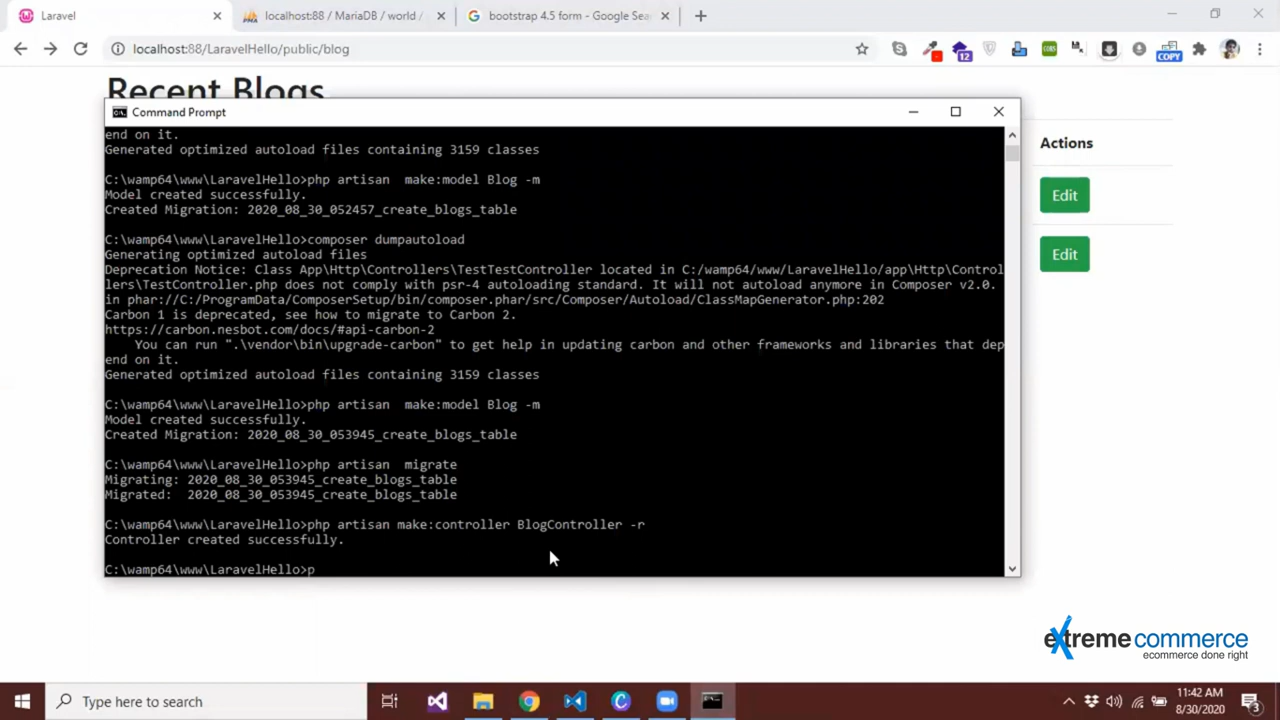 Laravel
localhost:88 / MariaDB / world /
bootstrap 4.5 form - Google Sea
localhost:88/LaravelHello/public/blog
12
COBS
COPY
Recent Blogs
Command Prompt
end on it.
Generated optimized autoload files containing 3159 classes
C:\wamp64\www\LaravelHello>php artisan  make:model Blog -m
Model created successfully.
Created Migration: 2020_08_30_052457_create_blogs_table
C:\wamp64\www\LaravelHello>composer dumpautoload
Generating optimized autoload files
Deprecation Notice: Class App\Http\Controllers\TestTestController located in C:/wamp64/www/LaravelHello/app\Http\Control
lers\TestController.php does not comply with psr-4 autoloading standard. It will not autoload anymore in Composer v2.0.
in phar://C:/ProgramData/ComposerSetup/bin/composer.phar/src/Composer/Autoload/ClassMapGenerator.php:202
Carbon 1 is deprecated, see how to migrate to Carbon 2.
https://carbon.nesbot.com/docs/#api-carbon-2
You can run ".\vendor\bin\upgrade-carbon" to get help in updating carbon and other frameworks and libraries that dep
end on it.
Generated optimized autoload files containing 3159 classes
C:\wamp64\www\LaravelHello>php artisan  make:model Blog -m
Model created successfully.
Created Migration: 2020_08_30_053945_create_blogs_table
C:\wamp64\www\LaravelHello>php artisan  migrate
Migrating: 2020_08_30_053945_create_blogs_table
Migrated:  2020_08_30_053945_create_blogs_table
C:\wamp64\www\LaravelHello>php artisan make:controller BlogController -r
Controller created successfully.
C:\wamp64\www\LaravelHello>p
Actions
Edit
Edit
extreme commerce
ecommerce done right
Type here to search
11:42 AM
8/30/2020
3